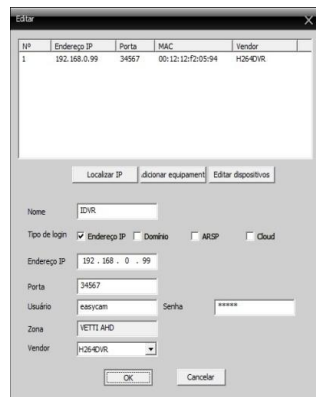 Editar
Nº Endereço IP Porta MAC Vendor
1 192.168.0.99 34567 00:12:12:f2:05:94 H264DVR
Localizar IP .dicionar equipament Editar dispositivos
Nome IDVR
Tipo de login Endereço IP Domínio ARSP Cloud
Endereço IP 192 . 168 . 0 . 99
Porta 34567
Usuário easycam Senha *****
Zona VETTI AHD
Vendor H264DVR
OK Cancelar